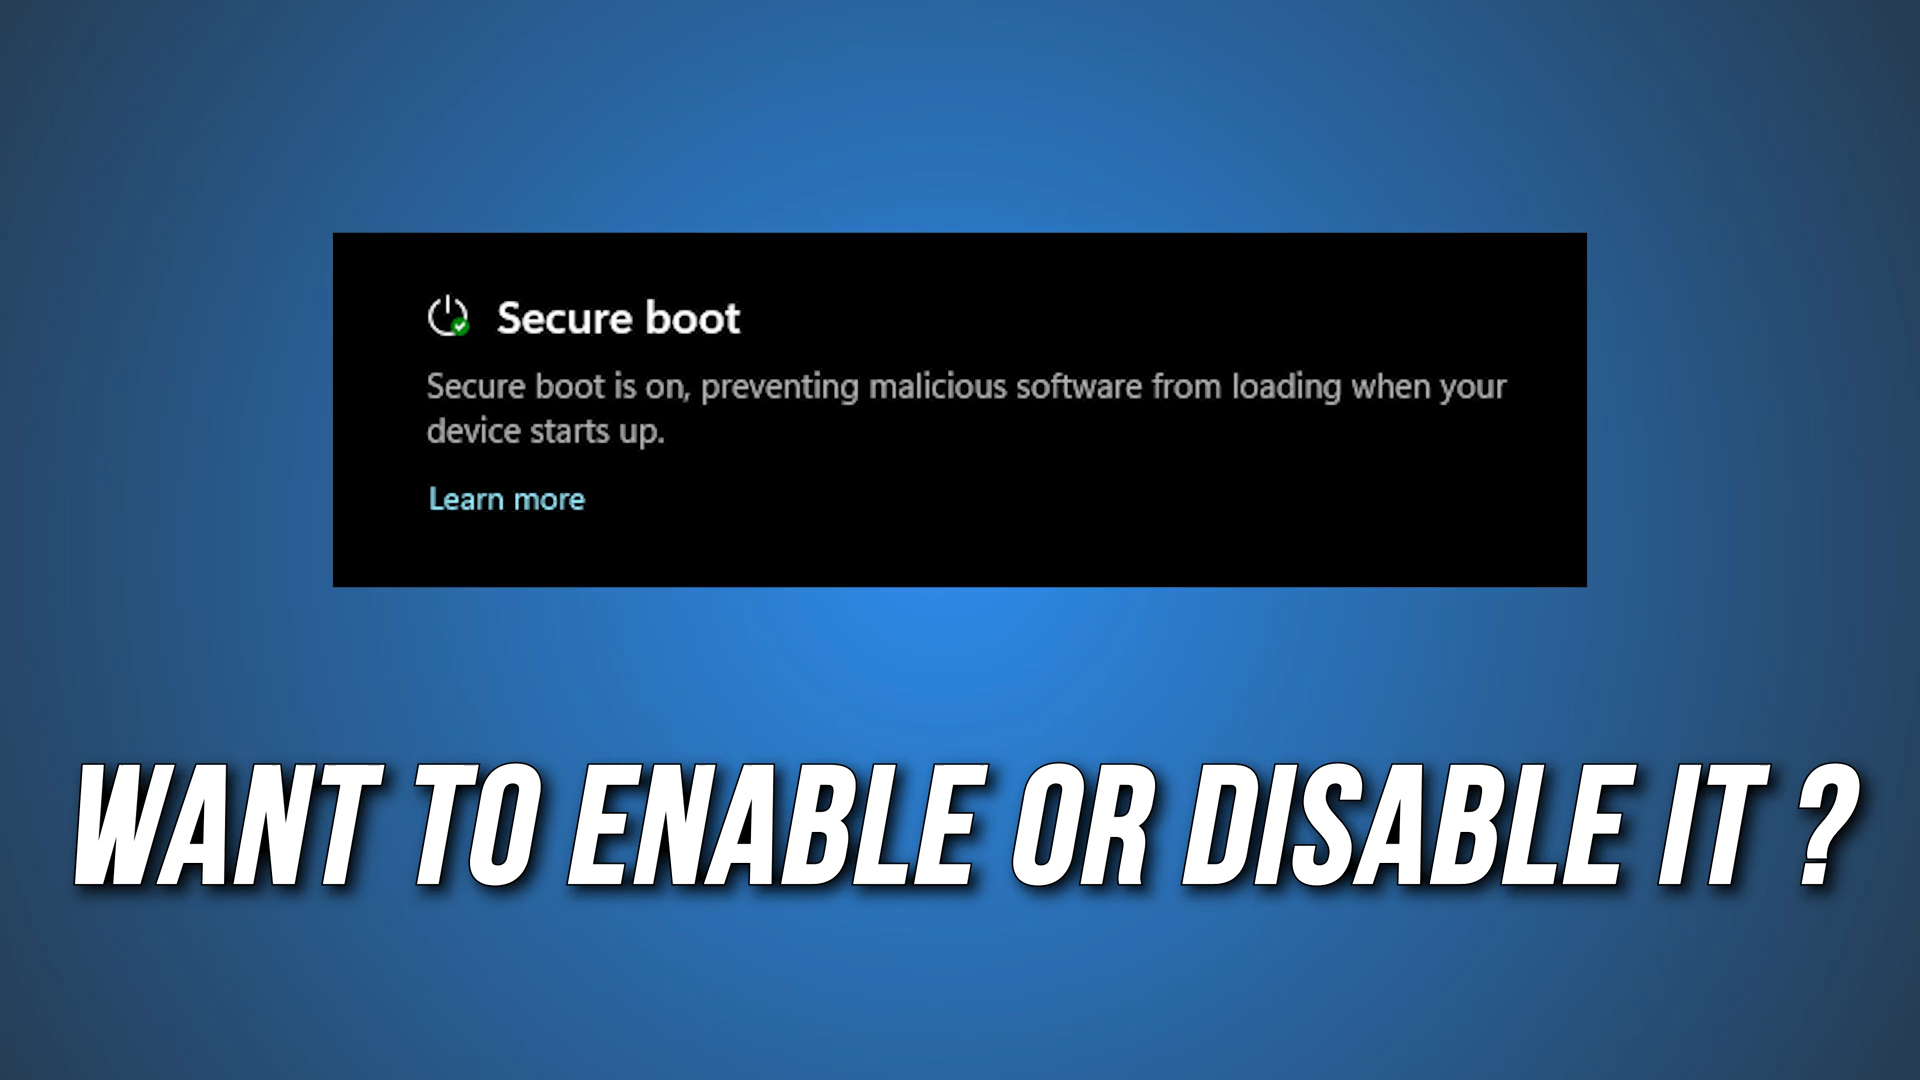 Secure boot
Secure boot is on, preventing malicious software from loading when your
device starts up.
Learn more
WANT TO ENABLE OR DISABLE IT ?